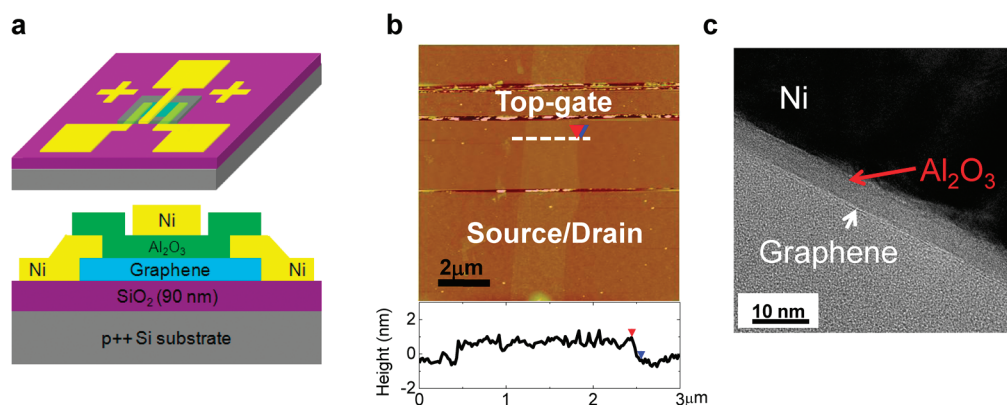 a
Ni
Al₂O₃
Ni
Graphene
Ni
SiO₂ (90 nm)
p++ Si substrate
b
Top-gate
Source/Drain
2μm
Height (nm)
2
0
-2
0
1
2
3μm
c
Ni
Al₂O₃
Graphene
10 nm